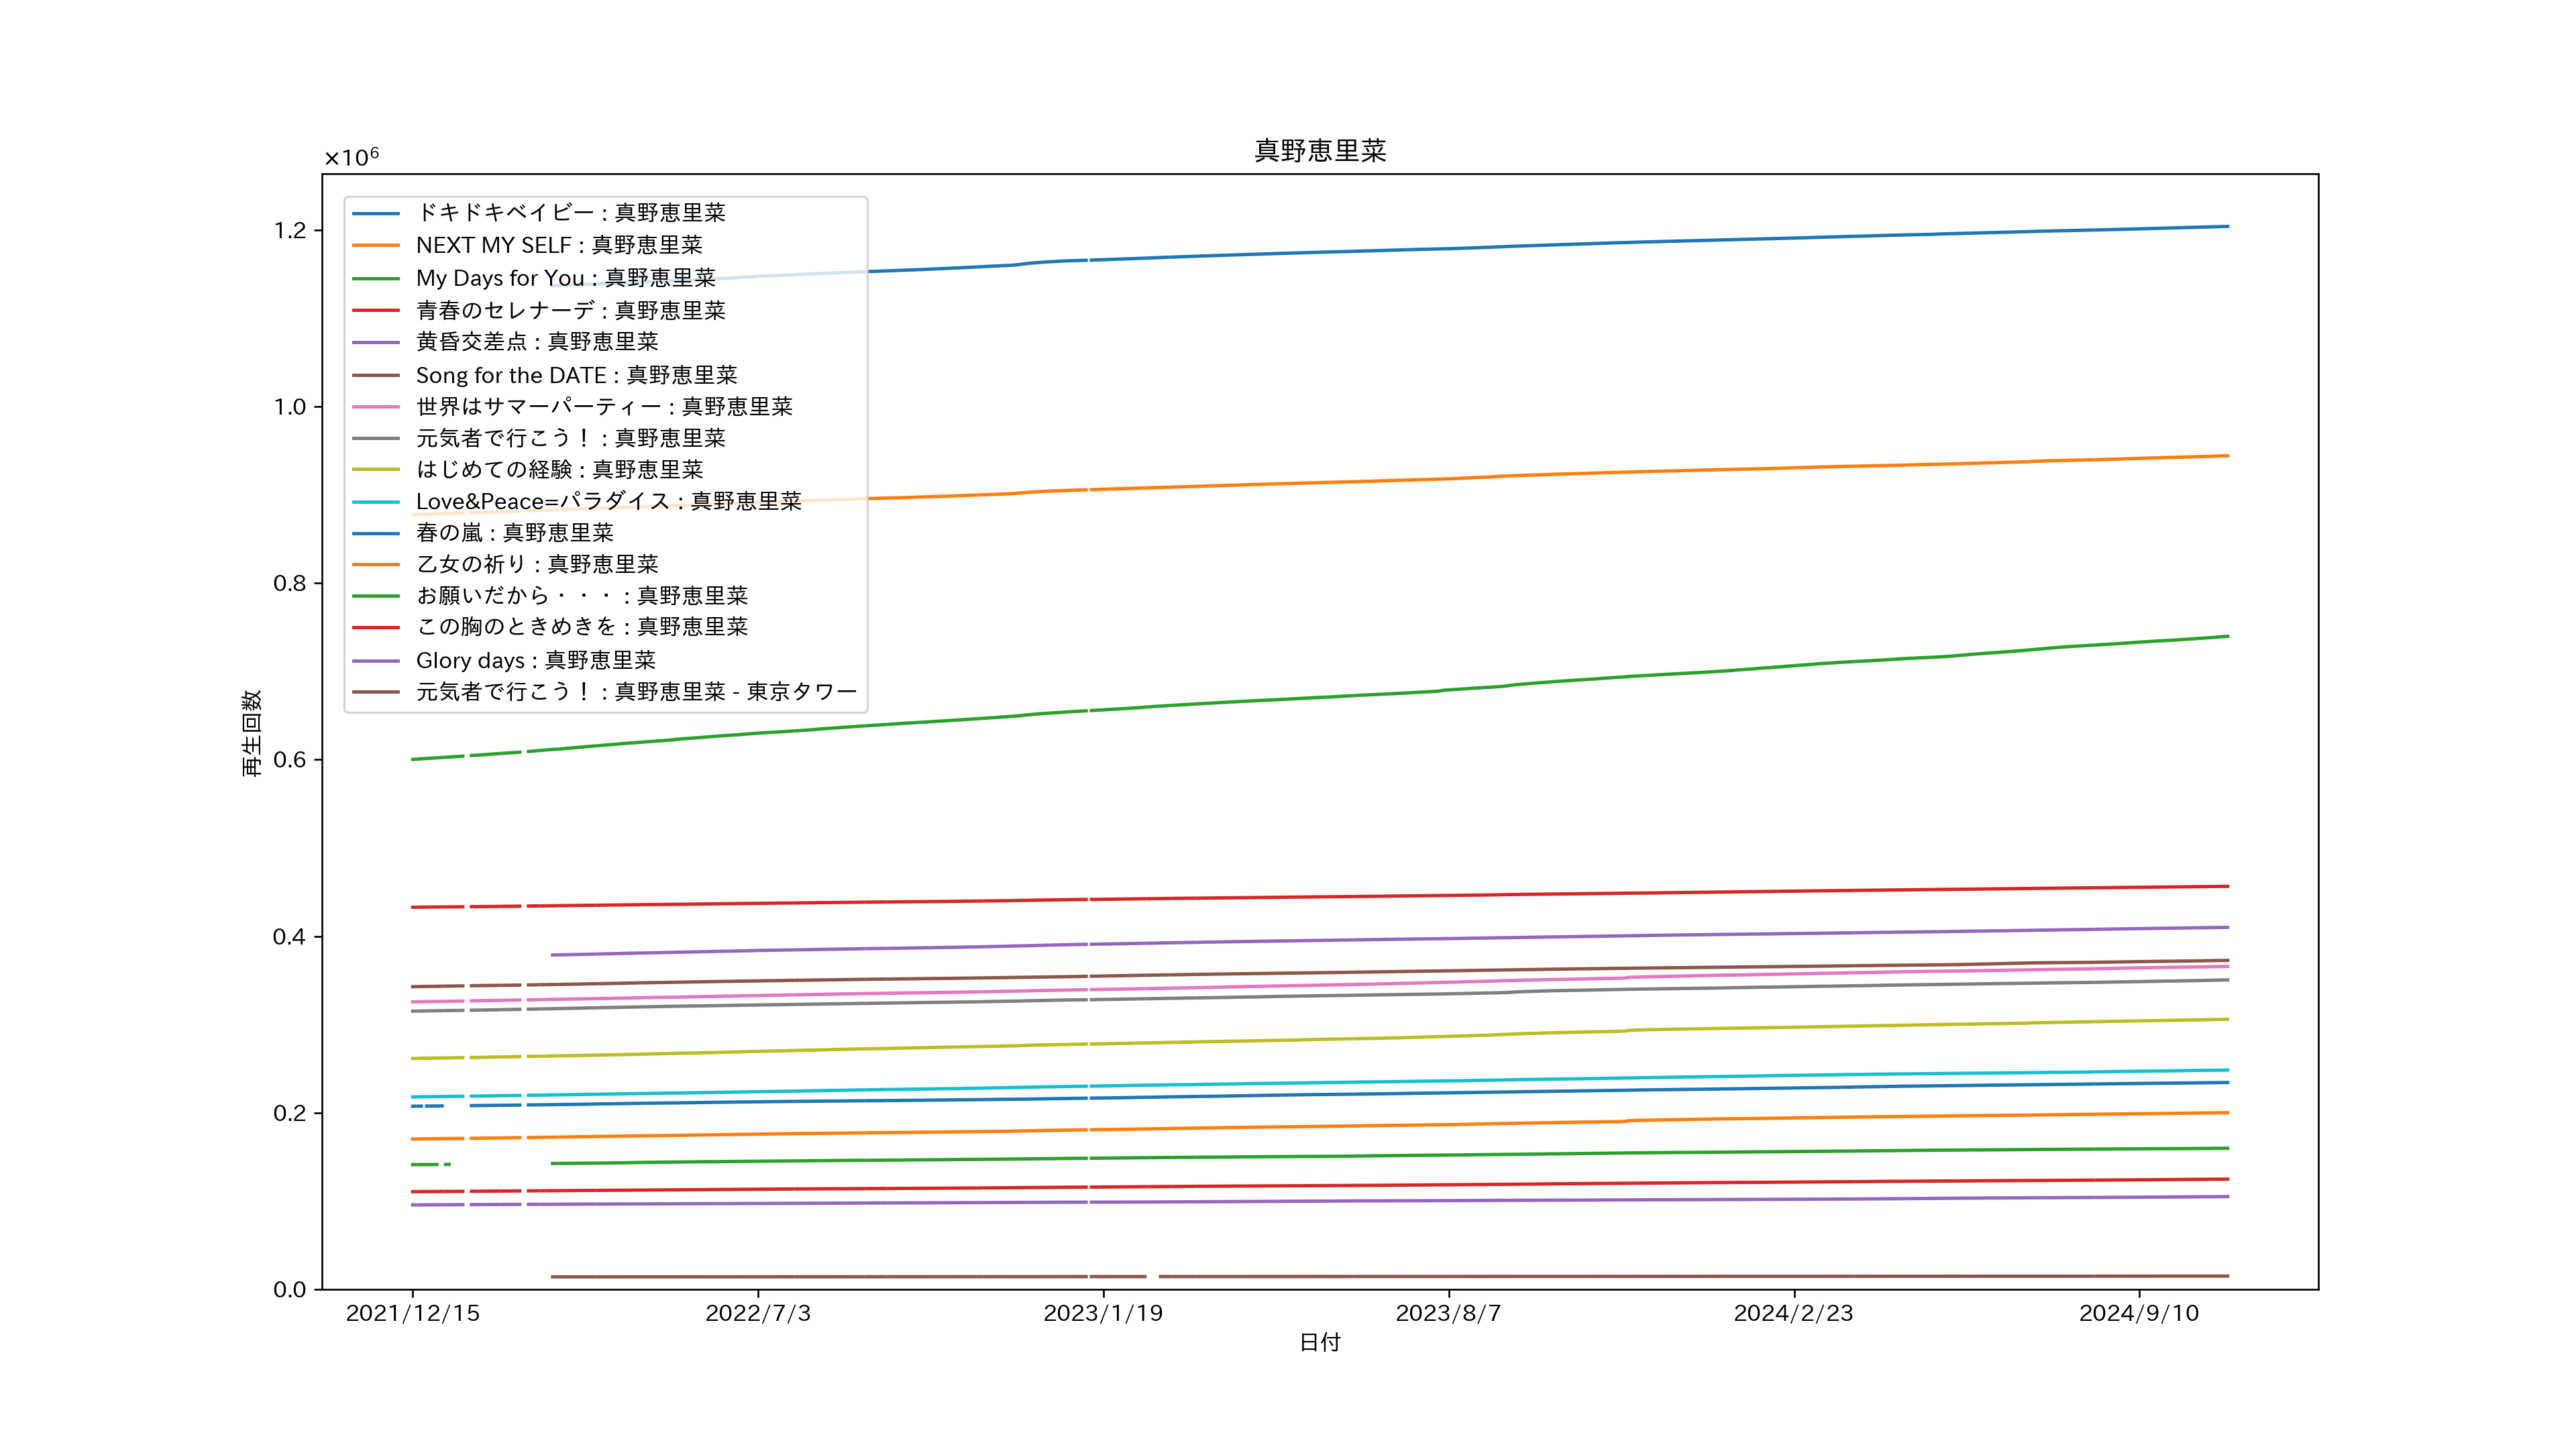 真野恵里菜
×10⁶
1.2
1.0
0.8
0.6
0.4
0.2
0.0
再生回数
ドキドキベイビー : 真野恵里菜
NEXT MY SELF : 真野恵里菜
My Days for You : 真野恵里菜
青春のセレナーデ : 真野恵里菜
黄昏交差点 : 真野恵里菜
Song for the DATE : 真野恵里菜
世界はサマーパーティー : 真野恵里菜
元気者で行こう！ : 真野恵里菜
はじめての経験 : 真野恵里菜
Love&Peace=パラダイス : 真野恵里菜
春の嵐 : 真野恵里菜
乙女の祈り : 真野恵里菜
お願いだから・・・ : 真野恵里菜
この胸のときめきを : 真野恵里菜
Glory days : 真野恵里菜
元気者で行こう！ : 真野恵里菜 - 東京タワー
2021/12/15
2022/7/3
2023/1/19
2023/8/7
2024/2/23
2024/9/10
日付